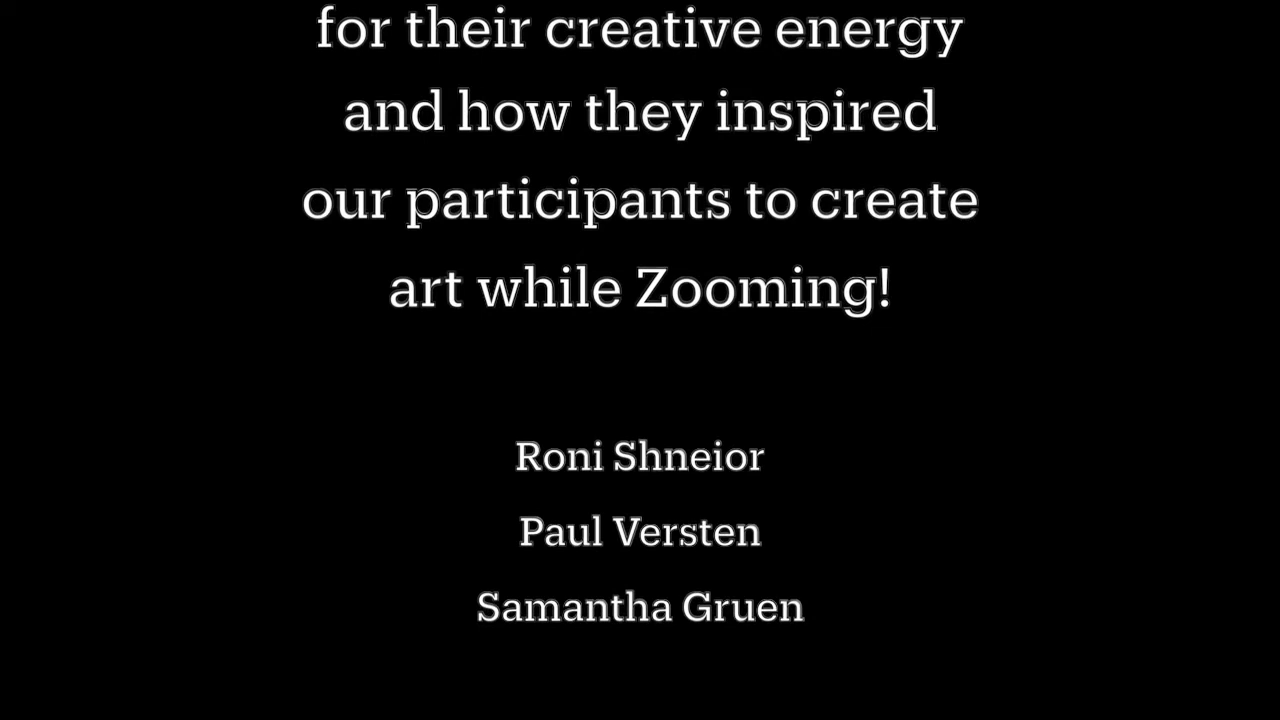 for their creative energy
and how they inspired
our participants to create
art while Zooming!
Roni Shneior
Paul Versten
Samantha Gruen